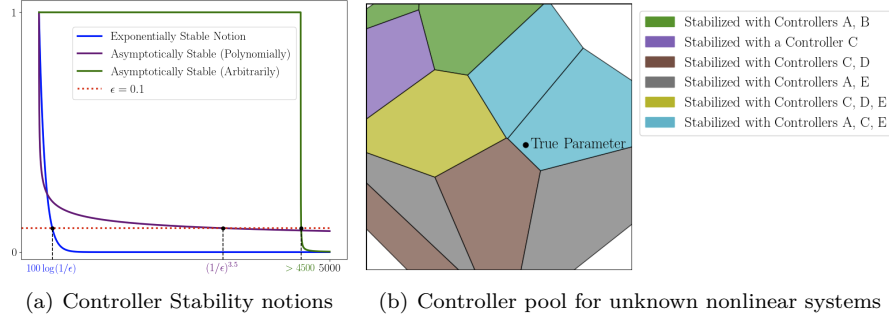 1
Exponentially Stable Notion
Asymptotically Stable (Polynomially)
Asymptotically Stable (Arbitrarily)
ϵ = 0.1
0
100 log(1/ϵ)
(1/ϵ)^3.5
> 4500
5000
(a) Controller Stability notions
True Parameter
Stabilized with Controllers A, B
Stabilized with a Controller C
Stabilized with Controllers C, D
Stabilized with Controllers A, E
Stabilized with Controllers C, D, E
Stabilized with Controllers A, C, E
(b) Controller pool for unknown nonlinear systems